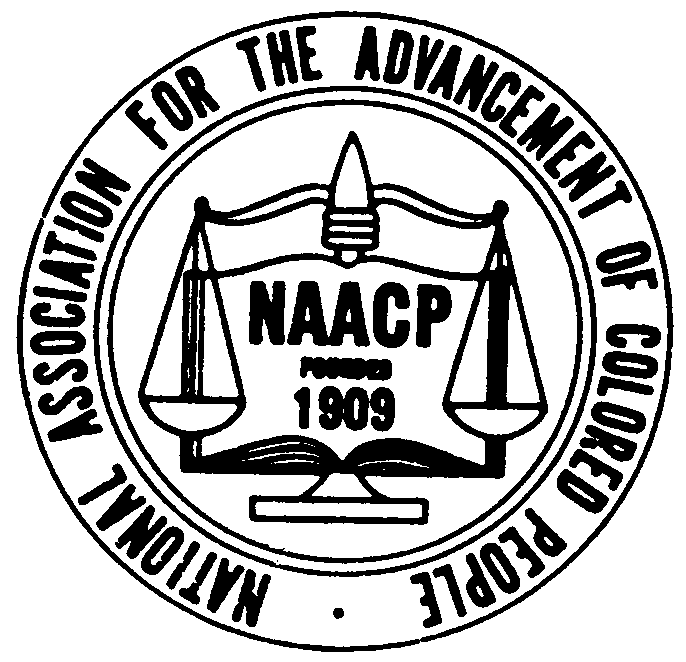 NATIONAL ASSOCIATION FOR THE ADVANCEMENT OF COLORED PEOPLE
NAACP
FOUNDED
1909